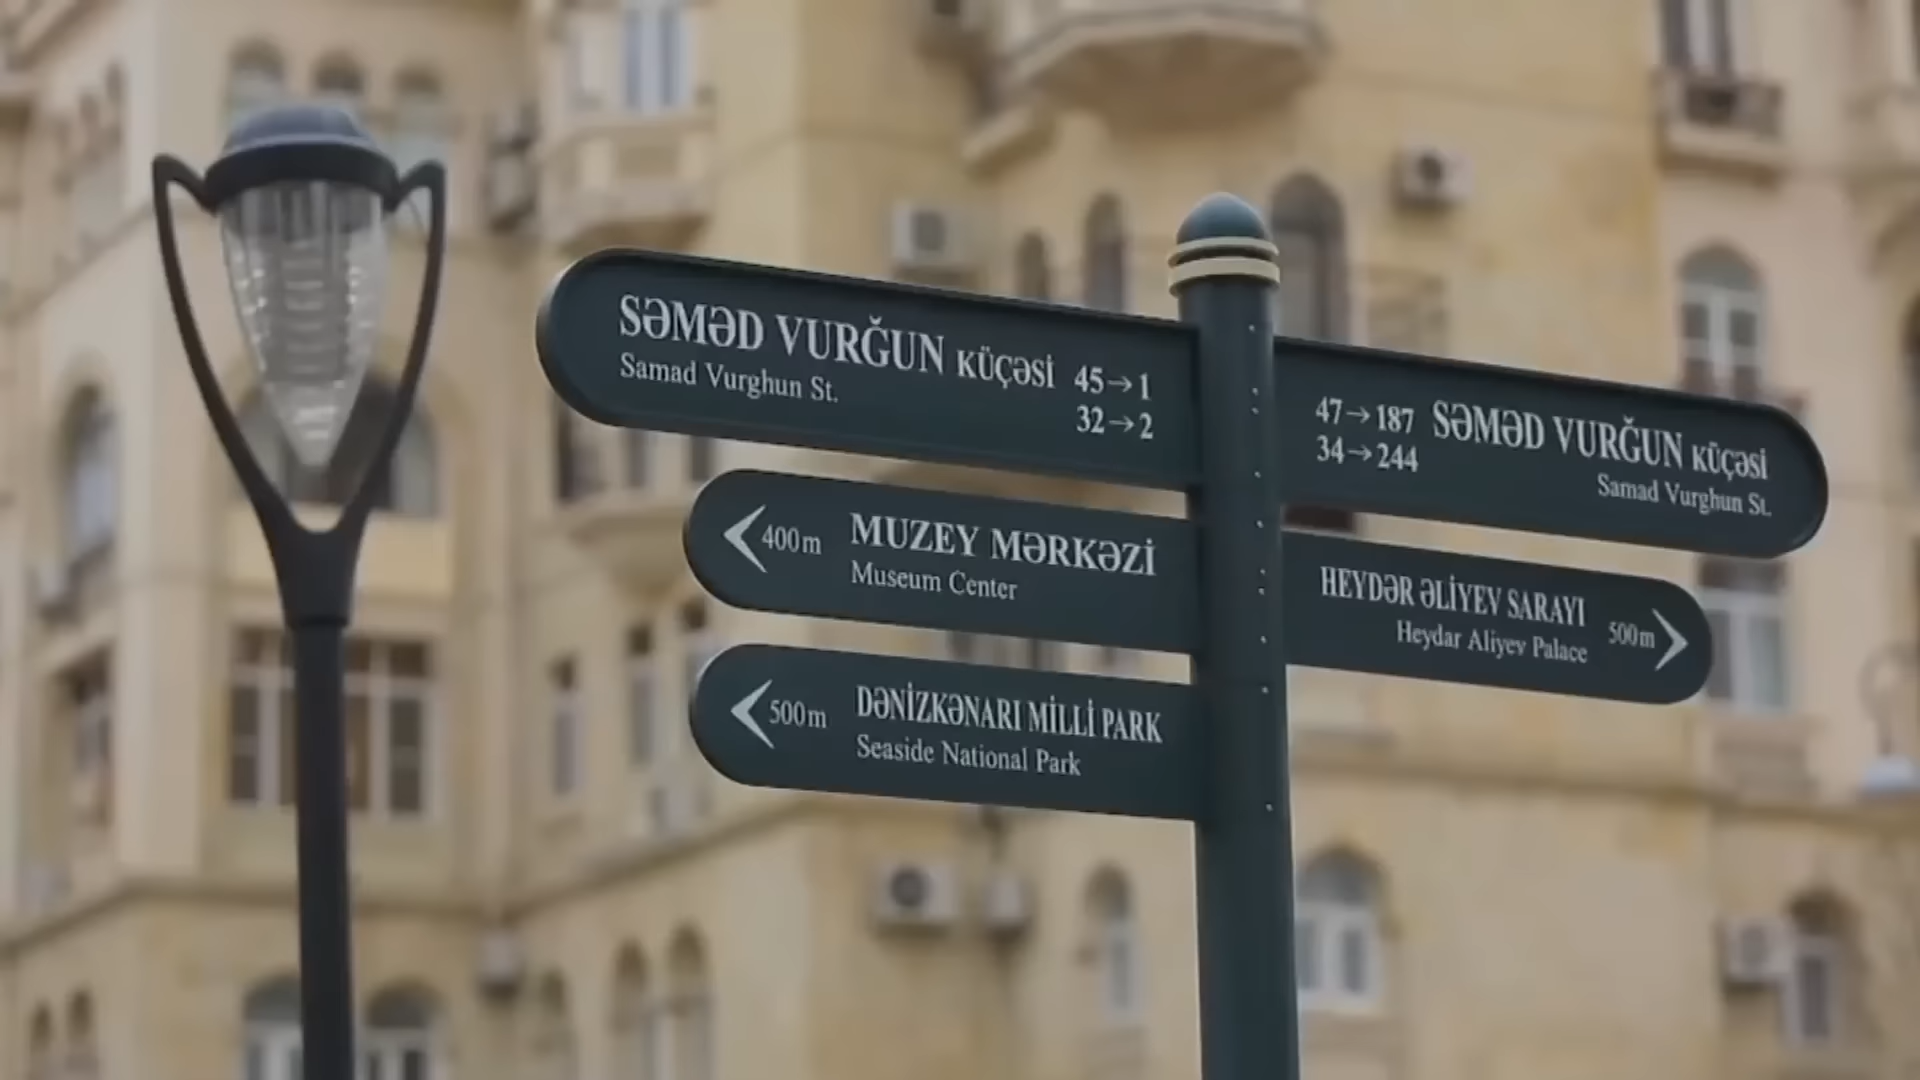 SƏMƏD VURĞUN KÜÇƏSİ 45→1
Samad Vurghun St. 32→2
47→187 SƏMƏD VURĞUN KÜÇƏSİ
34→244 Samad Vurghun St.
400m MUZEY MƏRKƏZİ
Museum Center
HEYDƏR ƏLİYEV SARAYI 500m
Heydar Aliyev Palace
500m DƏNİZKƏNARI MİLLİ PARK
Seaside National Park